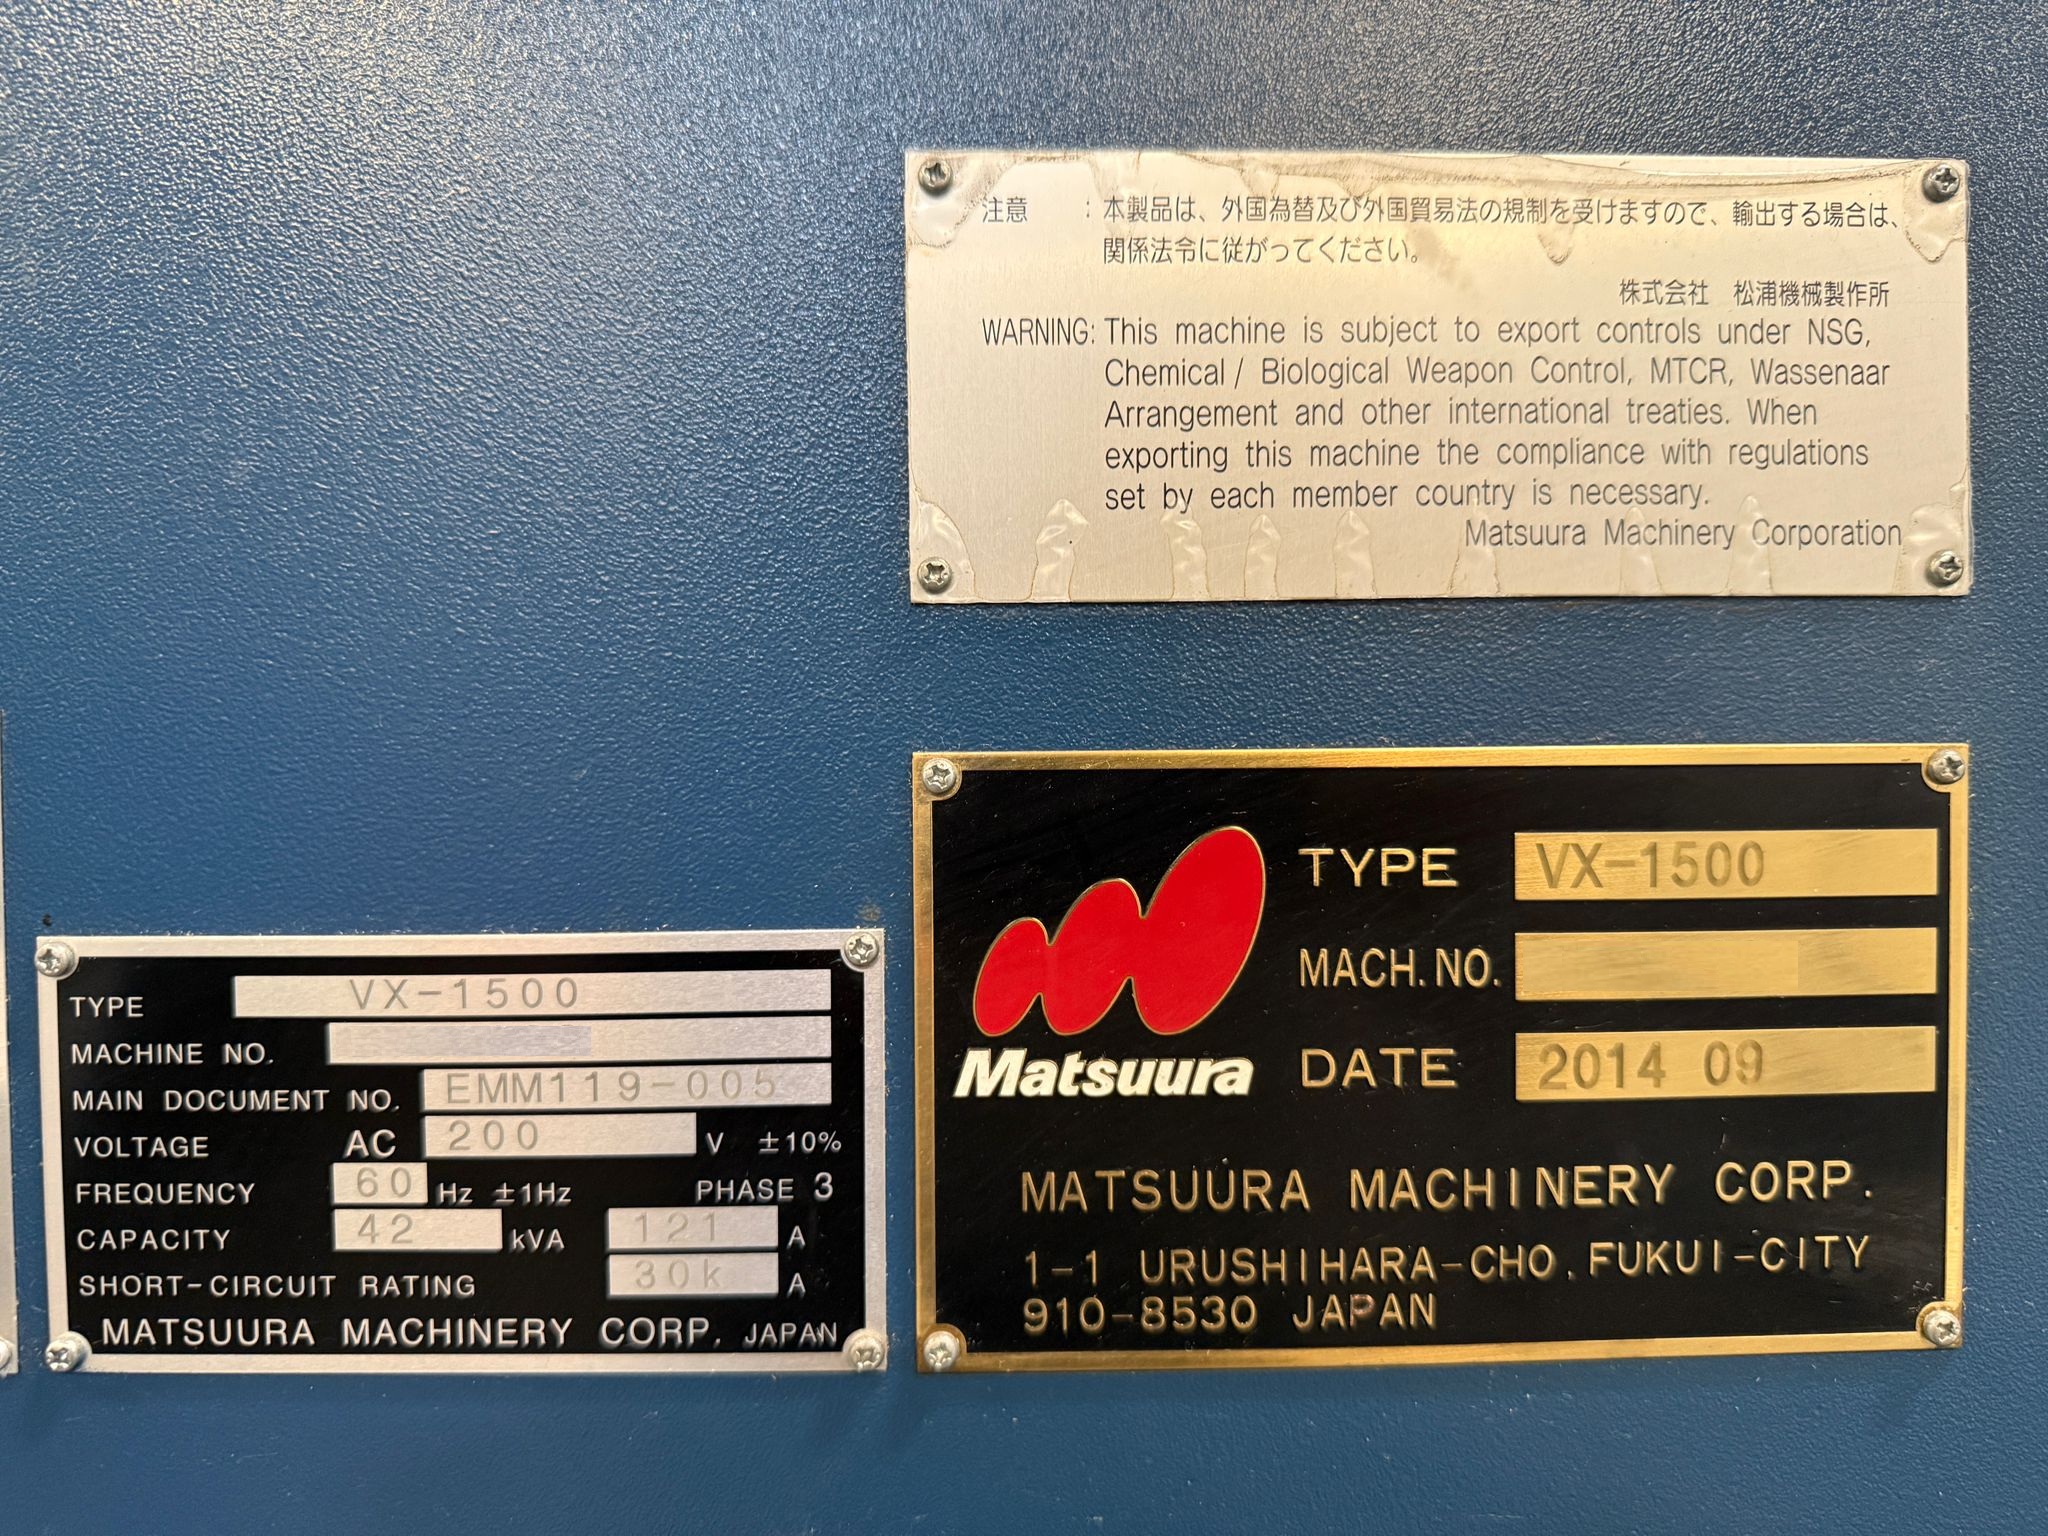 注意 : 本製品は、外国為替及び外国貿易法の規制を受けますので、輸出する場合は、
関係法令に従がってください。
株式会社 松浦機械製作所
WARNING: This machine is subject to export controls under NSG,
Chemical / Biological Weapon Control, MTCR, Wassenaar
Arrangement and other international treaties. When
exporting this machine the compliance with regulations
set by each member country is necessary.
Matsuura Machinery Corporation
TYPE VX-1500
MACHINE NO.
MAIN DOCUMENT NO. EMM119-005
VOLTAGE AC 200 V ±10%
FREQUENCY 60 Hz ±1Hz PHASE 3
CAPACITY 42 kVA 121 A
SHORT-CIRCUIT RATING 30k A
MATSUURA MACHINERY CORP. JAPAN
Matsuura
TYPE VX-1500
MACH. NO.
DATE 2014 09
MATSUURA MACHINERY CORP.
1-1 URUSHIHARA-CHO, FUKUI-CITY
910-8530 JAPAN